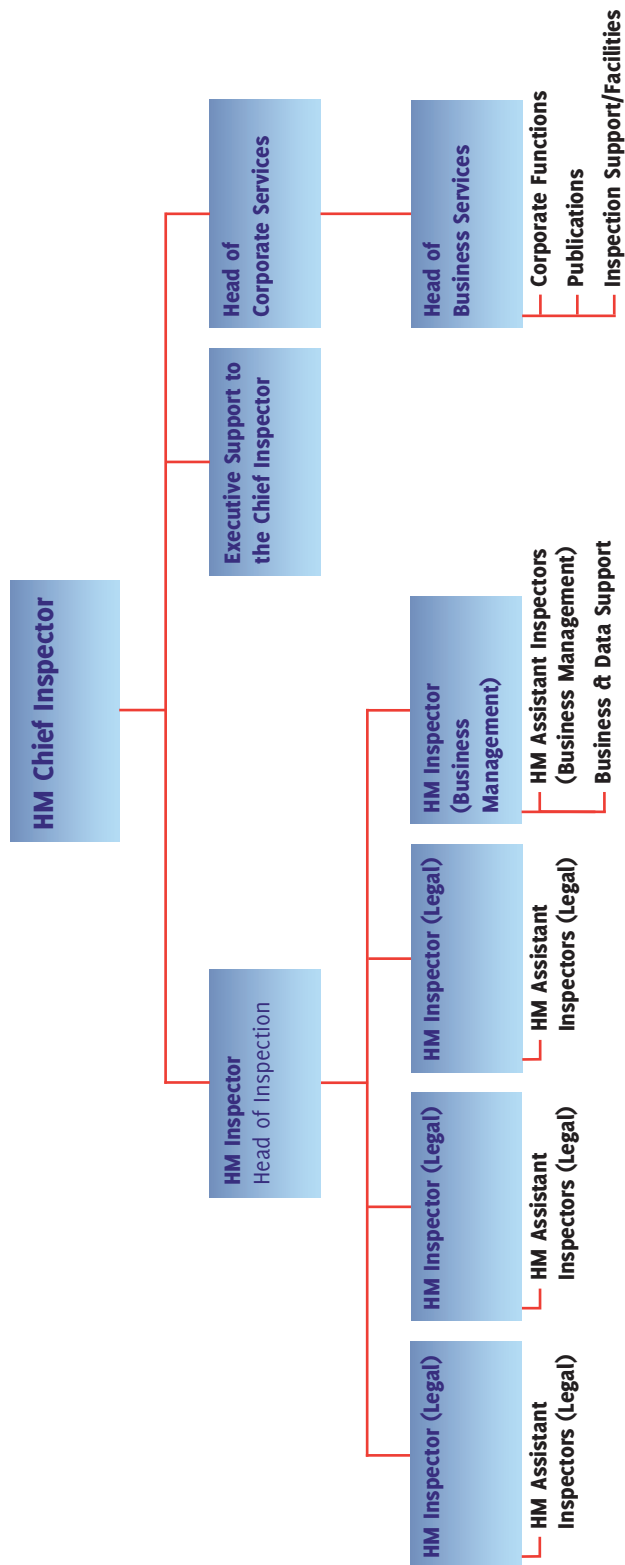 HM Chief Inspector
HM Inspector
Head of Inspection
Executive Support to
the Chief Inspector
Head of
Corporate Services
HM Inspector (Legal)
HM Assistant
Inspectors (Legal)
HM Inspector (Legal)
HM Assistant
Inspectors (Legal)
HM Inspector (Legal)
HM Assistant
Inspectors (Legal)
HM Inspector
(Business
Management)
HM Assistant Inspectors
(Business Management)
Business & Data Support
Head of
Business Services
Corporate Functions
Publications
Inspection Support/Facilities